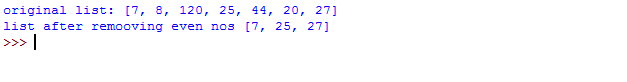 original list: [7, 8, 120, 25, 44, 20, 27]
list after remooving even nos [7, 25, 27]
>>>